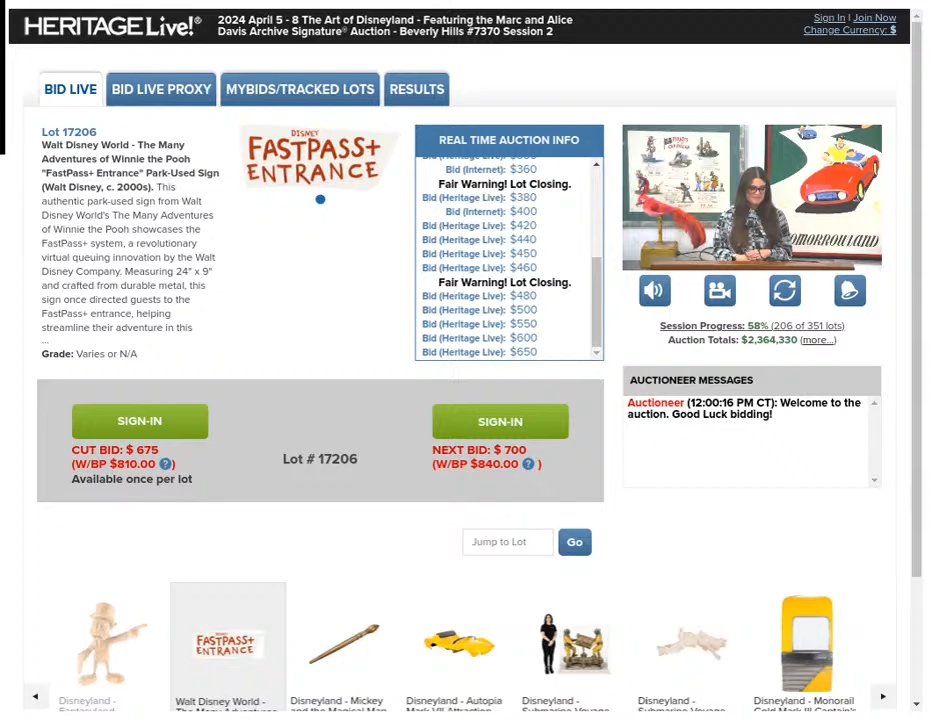 HERITAGE Live!®
2024 April 5 - 8 The Art of Disneyland - Featuring the Marc and Alice
Davis Archive Signature® Auction - Beverly Hills #7370 Session 2
Sign In | Join Now
Change Currency: $
BID LIVE
BID LIVE PROXY
MYBIDS/TRACKED LOTS
RESULTS
Lot 17206
Walt Disney World - The Many
Adventures of Winnie the Pooh
"FastPass+ Entrance" Park-Used Sign
(Walt Disney, c. 2000s). This
authentic park-used sign from Walt
Disney World's The Many Adventures
of Winnie the Pooh showcases the
FastPass+ system, a revolutionary
virtual queuing innovation by the Walt
Disney Company. Measuring 24" x 9"
and crafted from durable metal, this
sign once directed guests to the
FastPass+ entrance, helping
streamline their adventure in this
...
Grade: Varies or N/A
DISNEY
FASTPASS+
ENTRANCE
REAL TIME AUCTION INFO
Bid (Internet): $360
Fair Warning! Lot Closing.
Bid (Heritage Live): $380
Bid (Internet): $400
Bid (Heritage Live): $420
Bid (Heritage Live): $440
Bid (Heritage Live): $450
Bid (Heritage Live): $460
Fair Warning! Lot Closing.
Bid (Heritage Live): $480
Bid (Heritage Live): $500
Bid (Heritage Live): $550
Bid (Heritage Live): $600
Bid (Heritage Live): $650
Session Progress: 58% (206 of 351 lots)
Auction Totals: $2,364,330 (more...)
AUCTIONEER MESSAGES
Auctioneer (12:00:16 PM CT): Welcome to the
auction. Good Luck bidding!
SIGN-IN
CUT BID: $ 675
(W/BP $810.00 ? )
Available once per lot
Lot # 17206
SIGN-IN
NEXT BID: $ 700
(W/BP $840.00 ? )
Jump to Lot
Go
FASTPASS+
ENTRANCE
Disneyland -
Walt Disney World -
The Many Adventures
Disneyland - Mickey
and the Magical Map
Disneyland - Autopia
Mark VII Attraction
Disneyland -
Submarine Voyage
Disneyland -
Submarine Voyage
Disneyland - Monorail
Gold Mark III Captain's